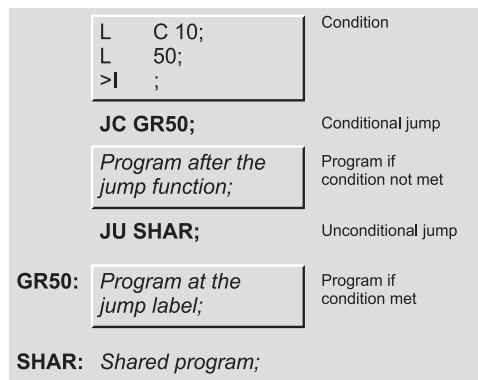 L C 10; Condition
L 50;
>I ;
JC GR50; Conditional jump
Program after the Program if
jump function; condition not met
JU SHAR; Unconditional jump
GR50: Program at the Program if
jump label; condition met
SHAR: Shared program;